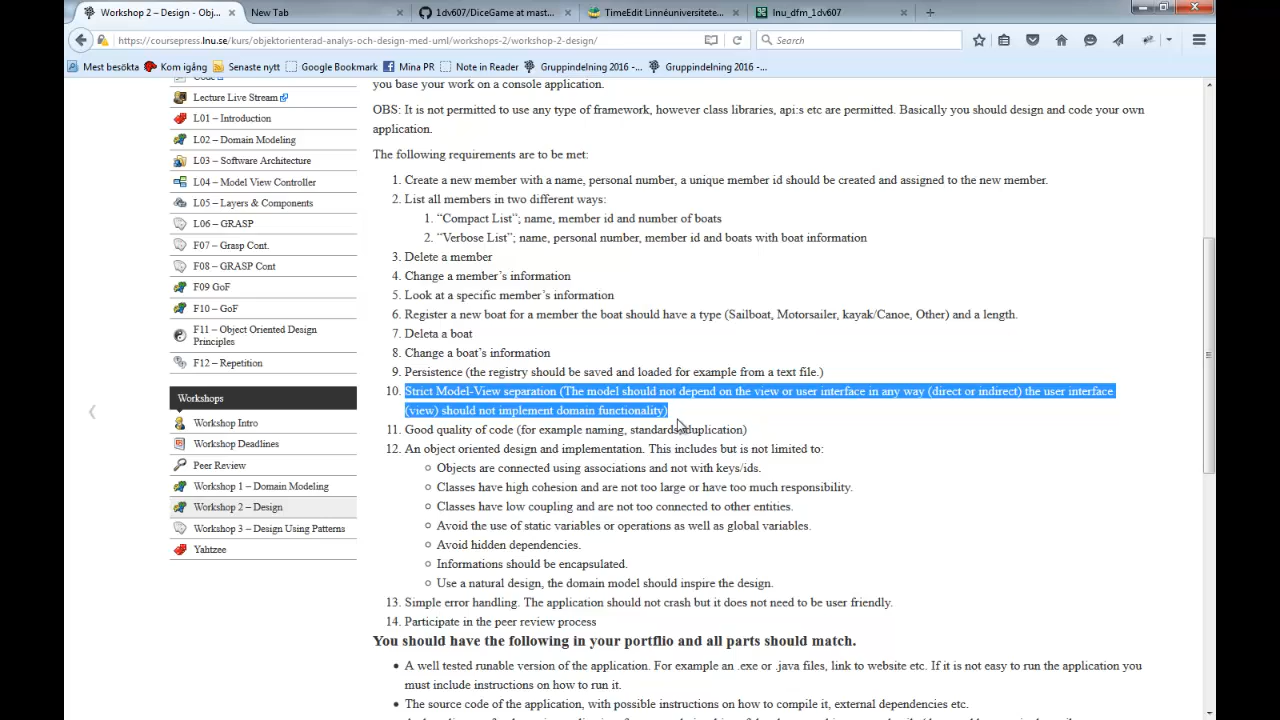 Workshop 2 – Design - Obj...
New Tab
1dv607/DiceGame at mast...
TimeEdit Linnéuniversitete...
lnu_dfm_1dv607
https://coursepress.lnu.se/kurs/objektorienterad-analys-och-design-med-uml/workshops-2/workshop-2-design/
Search
Mest besökta
Kom igång
Senaste nytt
Google Bookmark
Mina PR
Note in Reader
Gruppindelning 2016 -...
Gruppindelning 2016 -...
Lecture Live Stream
L01 – Introduction
L02 – Domain Modeling
L03 – Software Architecture
L04 – Model View Controller
L05 – Layers & Components
L06 – GRASP
F07 – Grasp Cont.
F08 – GRASP Cont
F09 GoF
F10 – GoF
F11 – Object Oriented Design
Principles
F12 – Repetition
Workshops
Workshop Intro
Workshop Deadlines
Peer Review
Workshop 1 – Domain Modeling
Workshop 2 – Design
Workshop 3 – Design Using Patterns
Yahtzee
you base your work on a console application.
OBS: It is not permitted to use any type of framework, however class libraries, api:s etc are permitted. Basically you should design and code your own
application.
The following requirements are to be met:
1. Create a new member with a name, personal number, a unique member id should be created and assigned to the new member.
2. List all members in two different ways:
1. “Compact List”; name, member id and number of boats
2. “Verbose List”; name, personal number, member id and boats with boat information
3. Delete a member
4. Change a member’s information
5. Look at a specific member’s information
6. Register a new boat for a member the boat should have a type (Sailboat, Motorsailer, kayak/Canoe, Other) and a length.
7. Deleta a boat
8. Change a boat’s information
9. Persistence (the registry should be saved and loaded for example from a text file.)
10. Strict Model-View separation (The model should not depend on the view or user interface in any way (direct or indirect) the user interface
(view) should not implement domain functionality)
11. Good quality of code (for example naming, standards, duplication)
12. An object oriented design and implementation. This includes but is not limited to:
Objects are connected using associations and not with keys/ids.
Classes have high cohesion and are not too large or have too much responsibility.
Classes have low coupling and are not too connected to other entities.
Avoid the use of static variables or operations as well as global variables.
Avoid hidden dependencies.
Informations should be encapsulated.
Use a natural design, the domain model should inspire the design.
13. Simple error handling. The application should not crash but it does not need to be user friendly.
14. Participate in the peer review process
You should have the following in your portflio and all parts should match.
A well tested runable version of the application. For example an .exe or .java files, link to website etc. If it is not easy to run the application you
must include instructions on how to run it.
The source code of the application, with possible instructions on how to compile it, external dependencies etc.